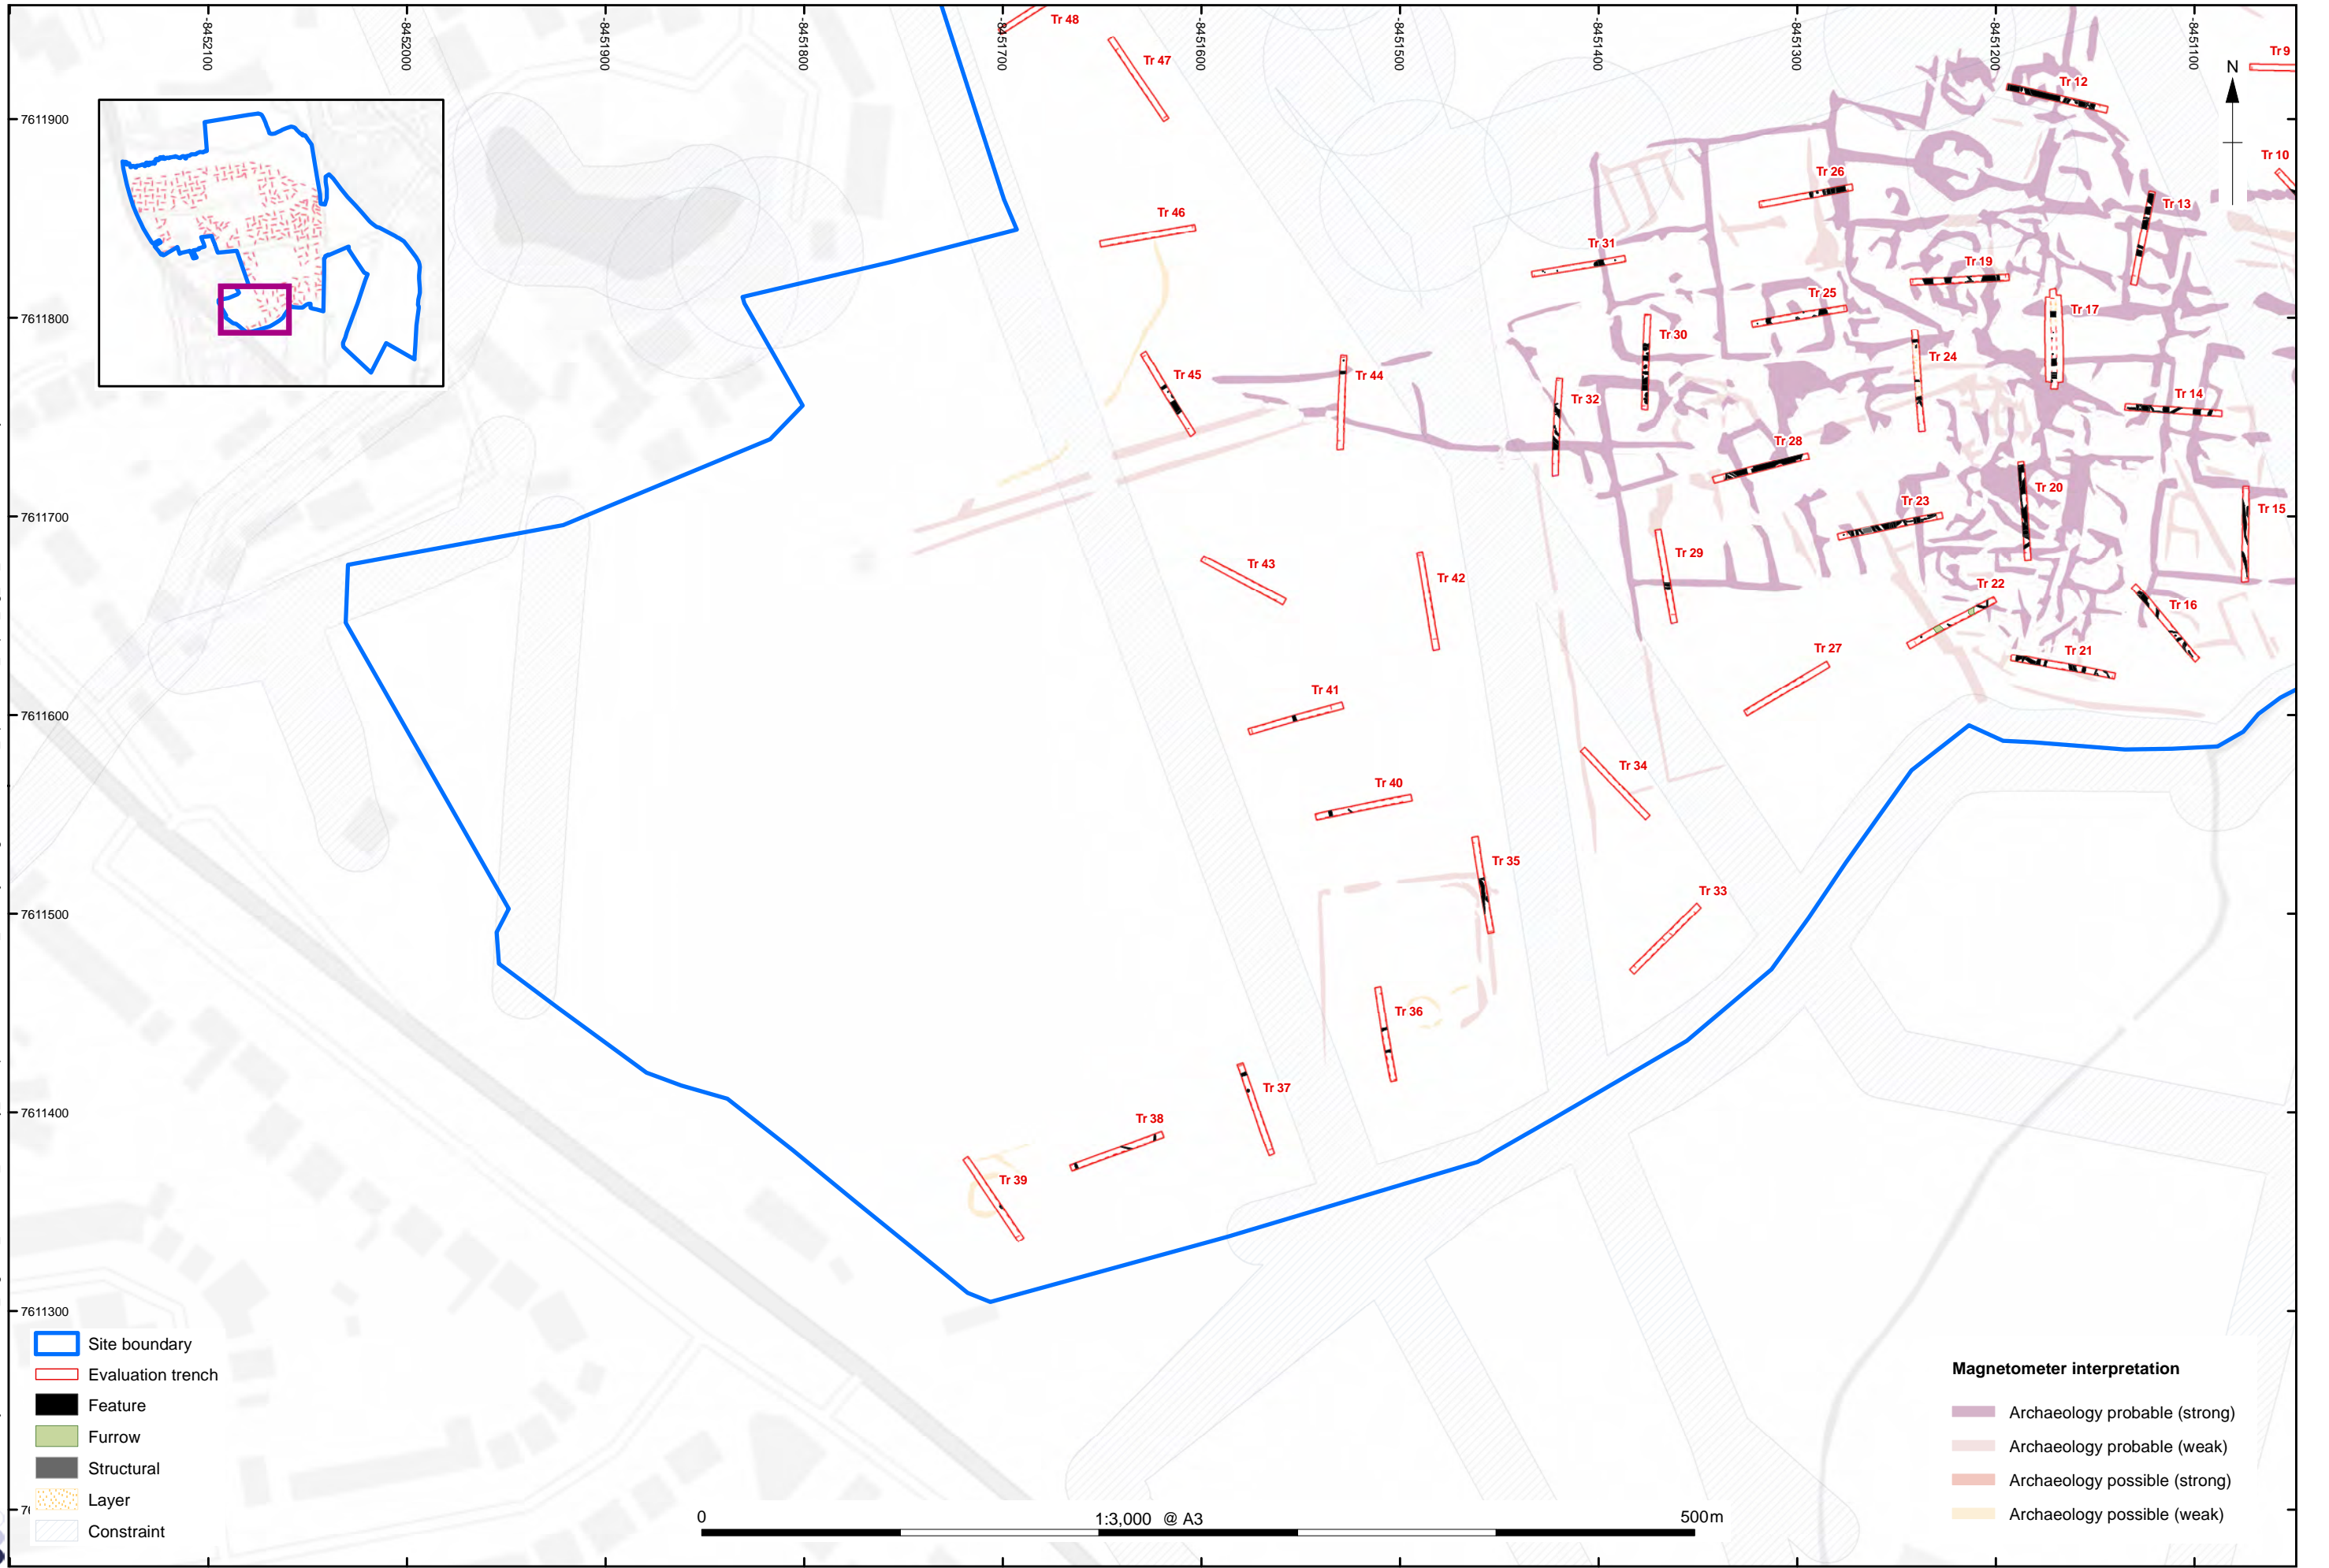 -8452100
-8452000
-8451900
-8451800
-8451700
-8451600
-8451500
-8451400
-8451300
-8451200
-8451100
7611900
7611800
7611700
7611600
7611500
7611400
7611300
N
Tr 48
Tr 47
Tr 9
Tr 12
Tr 10
Tr 26
Tr 13
Tr 46
Tr 31
Tr 19
Tr 25
Tr 17
Tr 30
Tr 24
Tr 45
Tr 44
Tr 32
Tr 14
Tr 28
Tr 20
Tr 23
Tr 15
Tr 43
Tr 42
Tr 29
Tr 22
Tr 16
Tr 27
Tr 21
Tr 41
Tr 34
Tr 40
Tr 35
Tr 33
Tr 36
Tr 37
Tr 38
Tr 39
Site boundary
Evaluation trench
Feature
Furrow
Structural
Layer
Constraint
0
1:3,000 @ A3
500m
Magnetometer interpretation
Archaeology probable (strong)
Archaeology probable (weak)
Archaeology possible (strong)
Archaeology possible (weak)